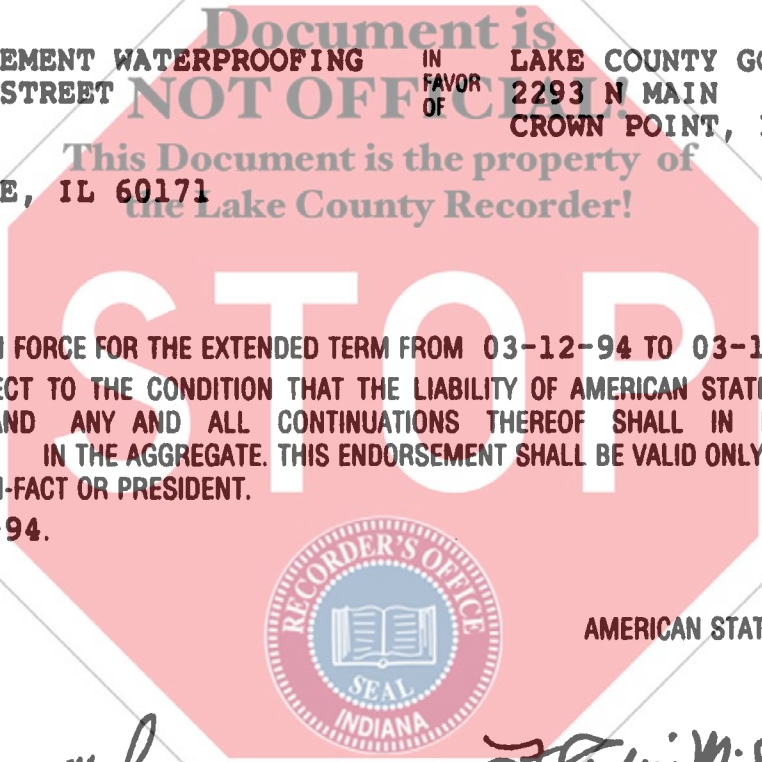 Document is
EMENT WATERPROOFING IN FAVOR OF LAKE COUNTY GO
STREET 2293 N MAIN
NOT OFFICIAL!
CROWN POINT,
This Document is the property of
E, IL 60171
the Lake County Recorder!
STOP
FORCE FOR THE EXTENDED TERM FROM 03-12-94 TO 03-1
ECT TO THE CONDITION THAT THE LIABILITY OF AMERICAN STATE
AND ANY AND ALL CONTINUATIONS THEREOF SHALL IN
IN THE AGGREGATE. THIS ENDORSEMENT SHALL BE VALID ONLY
-FACT OR PRESIDENT.
-94.
RECORDER'S OFFICE
SEAL
INDIANA
AMERICAN STAT